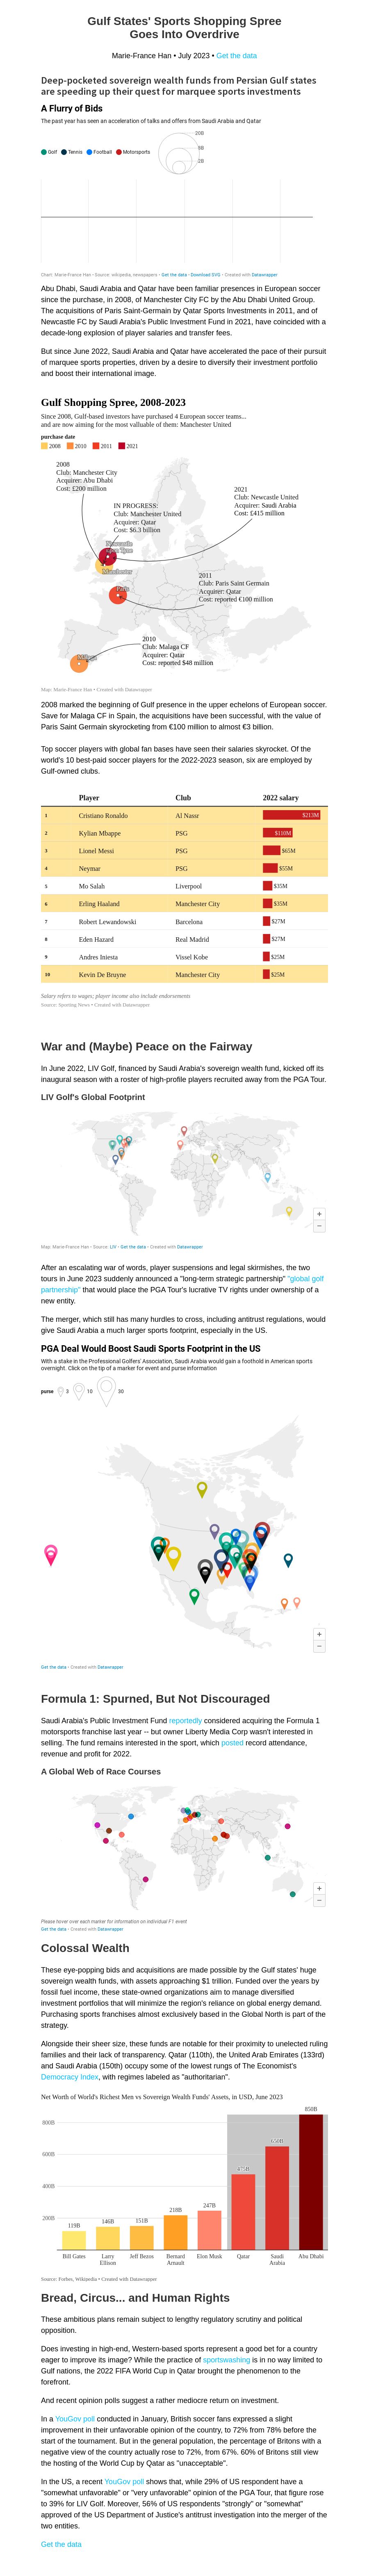 Gulf States' Sports Shopping Spree
Goes Into Overdrive
Marie-France Han • July 2023 • Get the data
Deep-pocketed sovereign wealth funds from Persian Gulf states
are speeding up their quest for marquee sports investments
A Flurry of Bids
The past year has seen an acceleration of talks and offers from Saudi Arabia and Qatar
Golf Tennis Football Motorsports
20B
8B
2B
Chart: Marie-France Han • Source: wikipedia, newspapers • Get the data • Download SVG • Created with Datawrapper
Abu Dhabi, Saudi Arabia and Qatar have been familiar presences in European soccer
since the purchase, in 2008, of Manchester City FC by the Abu Dhabi United Group.
The acquisitions of Paris Saint-Germain by Qatar Sports Investments in 2011, and of
Newcastle FC by Saudi Arabia's Public Investment Fund in 2021, have coincided with a
decade-long explosion of player salaries and transfer fees.
But since June 2022, Saudi Arabia and Qatar have accelerated the pace of their pursuit
of marquee sports properties, driven by a desire to diversify their investment portfolio
and boost their international image.
Gulf Shopping Spree, 2008-2023
Since 2008, Gulf-based investors have purchased 4 European soccer teams...
and are now aiming for the most valluable of them: Manchester United
purchase date
2008 2010 2011 2021
2008
Club: Manchester City
Acquirer: Abu Dhabi
Cost: £200 million
IN PROGRESS:
Club: Manchester United
Acquirer: Qatar
Cost: $6.3 billion
2021
Club: Newcastle United
Acquirer: Saudi Arabia
Cost: £415 million
Newcastle
upon Tyne
Manchester
Paris
2011
Club: Paris Saint Germain
Acquirer: Qatar
Cost: reported €100 million
2010
Club: Malaga CF
Acquirer: Qatar
Cost: reported $48 million
Málaga
Map: Marie-France Han • Created with Datawrapper
2008 marked the beginning of Gulf presence in the upper echelons of European soccer.
Save for Malaga CF in Spain, the acquisitions have been successful, with the value of
Paris Saint Germain skyrocketing from €100 million to almost €3 billion.
Top soccer players with global fan bases have seen their salaries skyrocket. Of the
world's 10 best-paid soccer players for the 2022-2023 season, six are employed by
Gulf-owned clubs.
Player Club 2022 salary
1 Cristiano Ronaldo Al Nassr $213M
2 Kylian Mbappe PSG $110M
3 Lionel Messi PSG $65M
4 Neymar PSG $55M
5 Mo Salah Liverpool $35M
6 Erling Haaland Manchester City $35M
7 Robert Lewandowski Barcelona $27M
8 Eden Hazard Real Madrid $27M
9 Andres Iniesta Vissel Kobe $25M
10 Kevin De Bruyne Manchester City $25M
Salary refers to wages; player income also include endorsements
Source: Sporting News • Created with Datawrapper
War and (Maybe) Peace on the Fairway
In June 2022, LIV Golf, financed by Saudi Arabia's sovereign wealth fund, kicked off its
inaugural season with a roster of high-profile players recruited away from the PGA Tour.
LIV Golf's Global Footprint
+
−
Map: Marie-France Han • Source: LIV • Get the data • Created with Datawrapper
After an escalating war of words, player suspensions and legal skirmishes, the two
tours in June 2023 suddenly announced a "long-term strategic partnership" "global golf
partnership" that would place the PGA Tour's lucrative TV rights under ownership of a
new entity.
The merger, which still has many hurdles to cross, including antitrust regulations, would
give Saudi Arabia a much larger sports footprint, especially in the US.
PGA Deal Would Boost Saudi Sports Footprint in the US
With a stake in the Professional Golfers' Association, Saudi Arabia would gain a foothold in American sports
overnight. Click on the tip of a marker for event and purse information
purse 3 10 30
+
−
Get the data • Created with Datawrapper
Formula 1: Spurned, But Not Discouraged
Saudi Arabia's Public Investment Fund reportedly considered acquiring the Formula 1
motorsports franchise last year -- but owner Liberty Media Corp wasn't interested in
selling. The fund remains interested in the sport, which posted record attendance,
revenue and profit for 2022.
A Global Web of Race Courses
+
−
Please hover over each marker for information on individual F1 event
Get the data • Created with Datawrapper
Colossal Wealth
These eye-popping bids and acquisitions are made possible by the Gulf states' huge
sovereign wealth funds, with assets approaching $1 trillion. Funded over the years by
fossil fuel income, these state-owned organizations aim to manage diversified
investment portfolios that will minimize the region's reliance on global energy demand.
Purchasing sports franchises almost exclusively based in the Global North is part of the
strategy.
Alongside their sheer size, these funds are notable for their proximity to unelected ruling
families and their lack of transparency. Qatar (110th), the United Arab Emirates (133rd)
and Saudi Arabia (150th) occupy some of the lowest rungs of The Economist's
Democracy Index, with regimes labeled as "authoritarian".
Net Worth of World's Richest Men vs Sovereign Wealth Funds' Assets, in USD, June 2023
800B
600B
400B
200B
119B 146B 151B 218B 247B 475B 650B 850B
Bill Gates Larry Ellison Jeff Bezos Bernard Arnault Elon Musk Qatar Saudi Arabia Abu Dhabi
Source: Forbes, Wikipedia • Created with Datawrapper
Bread, Circus... and Human Rights
These ambitious plans remain subject to lengthy regulatory scrutiny and political
opposition.
Does investing in high-end, Western-based sports represent a good bet for a country
eager to improve its image? While the practice of sportswashing is in no way limited to
Gulf nations, the 2022 FIFA World Cup in Qatar brought the phenomenon to the
forefront.
And recent opinion polls suggest a rather mediocre return on investment.
In a YouGov poll conducted in January, British soccer fans expressed a slight
improvement in their unfavorable opinion of the country, to 72% from 78% before the
start of the tournament. But in the general population, the percentage of Britons with a
negative view of the country actually rose to 72%, from 67%. 60% of Britons still view
the hosting of the World Cup by Qatar as "unacceptable".
In the US, a recent YouGov poll shows that, while 29% of US respondent have a
"somewhat unfavorable" or "very unfavorable" opinion of the PGA Tour, that figure rose
to 39% for LIV Golf. Moreover, 56% of US respondents "strongly" or "somewhat"
approved of the US Department of Justice's antitrust investigation into the merger of the
two entities.
Get the data